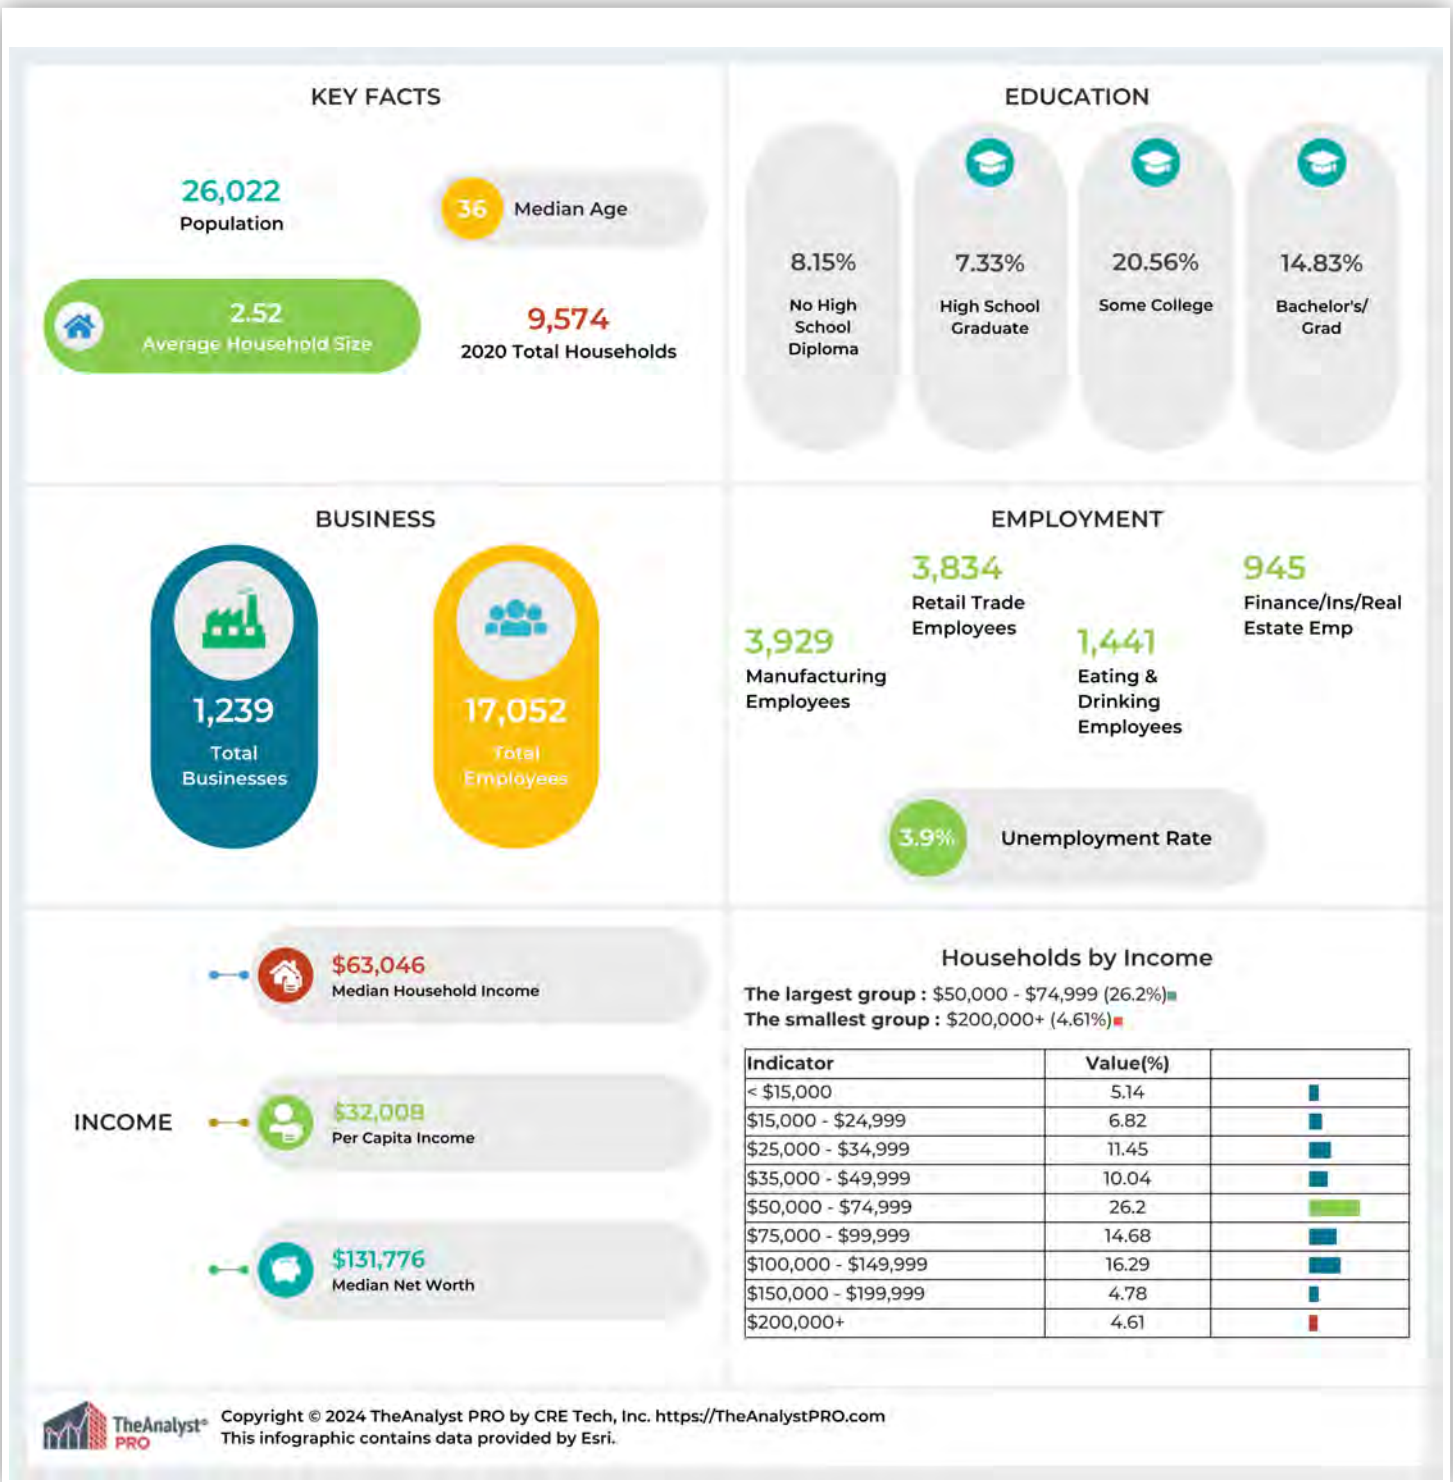 KEY FACTS
26,022
Population
36
Median Age
2.52
Average Household Size
9,574
2020 Total Households
EDUCATION
8.15%
No High
School
Diploma
7.33%
High School
Graduate
20.56%
Some College
14.83%
Bachelor's/
Grad
BUSINESS
1,239
Total
Businesses
17,052
Total
Employees
EMPLOYMENT
3,929
Manufacturing
Employees
3,834
Retail Trade
Employees
1,441
Eating &
Drinking
Employees
945
Finance/Ins/Real
Estate Emp
3.9%
Unemployment Rate
INCOME
$63,046
Median Household Income
$32,008
Per Capita Income
$131,776
Median Net Worth
Households by Income
The largest group : $50,000 - $74,999 (26.2%)
The smallest group : $200,000+ (4.61%)
Indicator Value(%)
< $15,000 5.14
$15,000 - $24,999 6.82
$25,000 - $34,999 11.45
$35,000 - $49,999 10.04
$50,000 - $74,999 26.2
$75,000 - $99,999 14.68
$100,000 - $149,999 16.29
$150,000 - $199,999 4.78
$200,000+ 4.61
TheAnalyst®
PRO
Copyright © 2024 TheAnalyst PRO by CRE Tech, Inc. https://TheAnalystPRO.com
This infographic contains data provided by Esri.